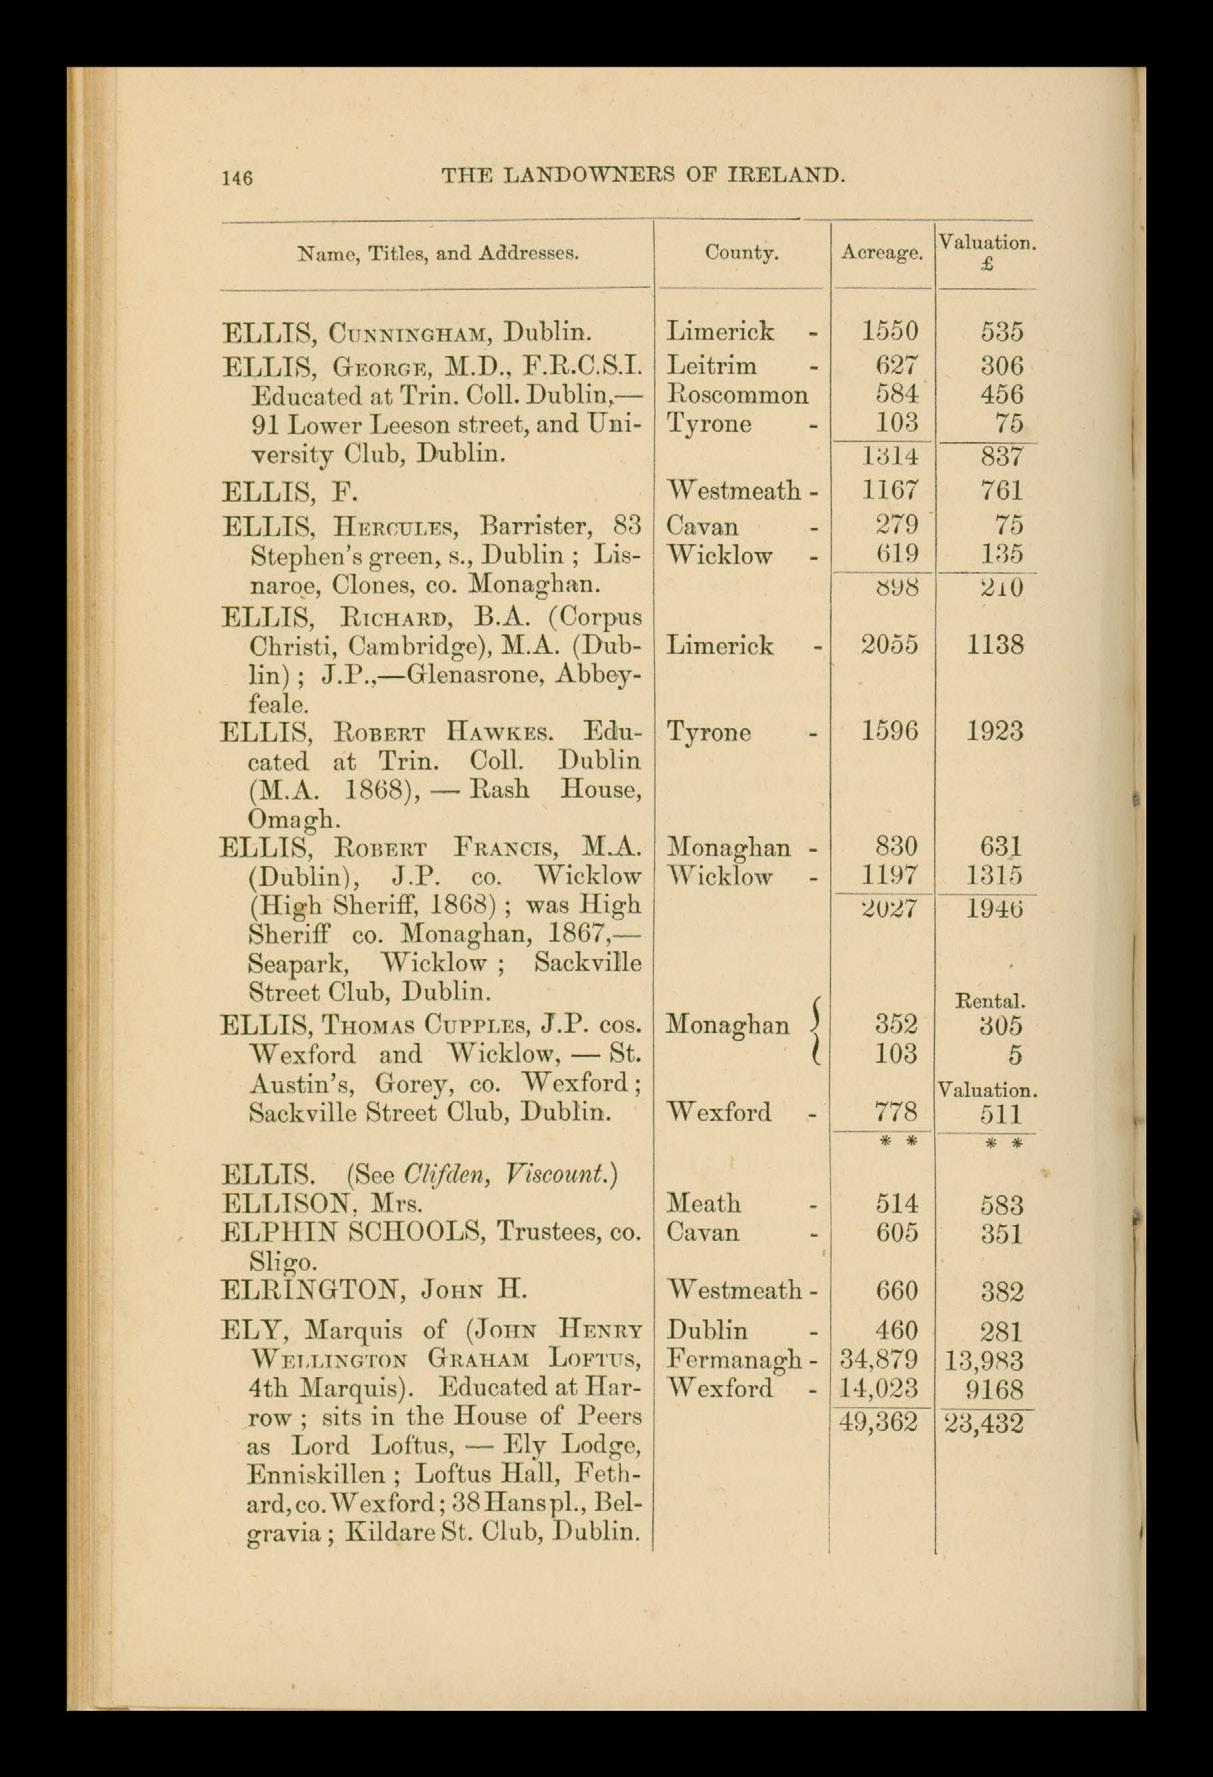 146 THE LANDOWNERS OF IRELAND.
Name, Titles, and Addresses. County. Acreage. Valuation. £
ELLIS, CUNNINGHAM, Dublin. Limerick - 1550 535
ELLIS, GEORGE, M.D., F.R.C.S.I. Leitrim - 627 306
Educated at Trin. Coll. Dublin,— Roscommon 584 456
91 Lower Leeson street, and Uni- Tyrone - 103 75
versity Club, Dublin. 1314 837
ELLIS, F. Westmeath - 1167 761
ELLIS, HERCULES, Barrister, 83 Cavan - 279 75
Stephen's green, s., Dublin ; Lis- Wicklow - 619 135
naroe, Clones, co. Monaghan. 898 210
ELLIS, RICHARD, B.A. (Corpus
Christi, Cambridge), M.A. (Dub- Limerick - 2055 1138
lin) ; J.P.,—Glenasrone, Abbey-
feale.
ELLIS, ROBERT HAWKES. Edu- Tyrone - 1596 1923
cated at Trin. Coll. Dublin
(M.A. 1868), — Rash House,
Omagh.
ELLIS, ROBERT FRANCIS, M.A. Monaghan - 830 631
(Dublin), J.P. co. Wicklow Wicklow - 1197 1315
(High Sheriff, 1868) ; was High 2027 1946
Sheriff co. Monaghan, 1867,—
Seapark, Wicklow ; Sackville
Street Club, Dublin.
Rental.
ELLIS, THOMAS CUPPLES, J.P. cos. Monaghan { 352 305
Wexford and Wicklow, — St. 103 5
Austin's, Gorey, co. Wexford ; Valuation.
Sackville Street Club, Dublin. Wexford - 778 511
* * * *
ELLIS. (See Clifden, Viscount.)
ELLISON, Mrs. Meath - 514 583
ELPHIN SCHOOLS, Trustees, co. Cavan - 605 351
Sligo.
ELRINGTON, JOHN H. Westmeath - 660 382
ELY, Marquis of (JOHN HENRY Dublin - 460 281
WELLINGTON GRAHAM LOFTUS, Fermanagh - 34,879 13,983
4th Marquis). Educated at Har- Wexford - 14,023 9168
row ; sits in the House of Peers 49,362 23,432
as Lord Loftus, — Ely Lodge,
Enniskillen ; Loftus Hall, Feth-
ard, co. Wexford ; 38 Hans pl., Bel-
gravia ; Kildare St. Club, Dublin.